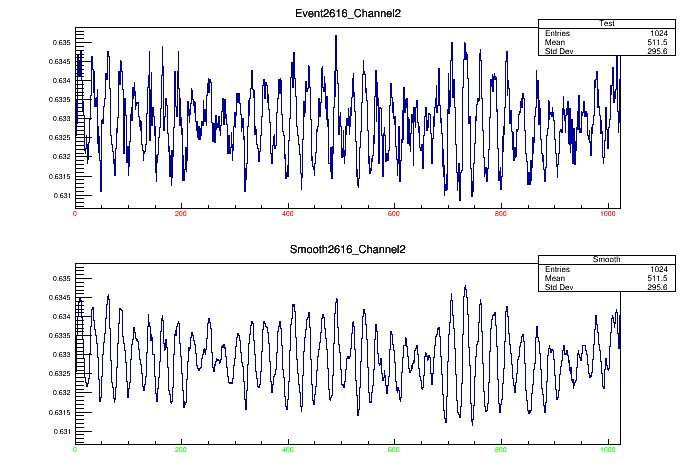 Event2616_Channel2
Test
Entries 1024
Mean 511.5
Std Dev 295.6
0.635
0.6345
0.634
0.6335
0.633
0.6325
0.632
0.6315
0.631
0 200 400 600 800 1000
Smooth2616_Channel2
Smooth
Entries 1024
Mean 511.5
Std Dev 295.6
0.635
0.6345
0.634
0.6335
0.633
0.6325
0.632
0.6315
0.631
0 200 400 600 800 1000